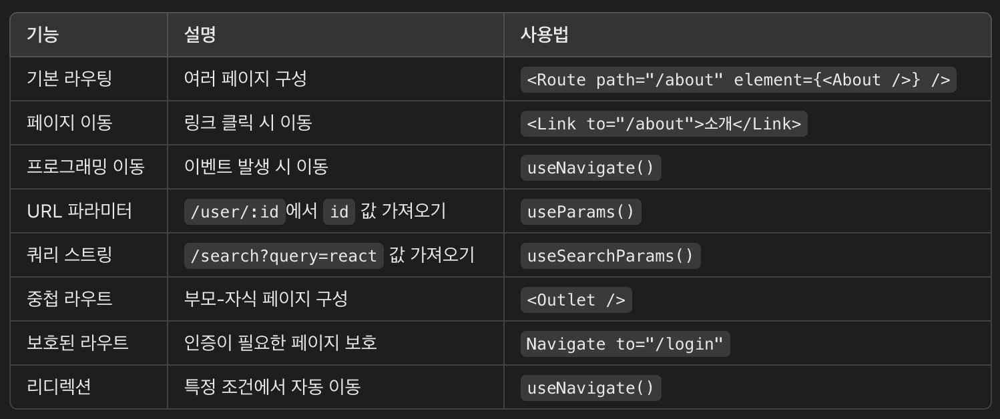 기능 설명 사용법
기본 라우팅 여러 페이지 구성 <Route path="/about" element={<About />} />
페이지 이동 링크 클릭 시 이동 <Link to="/about">소개</Link>
프로그래밍 이동 이벤트 발생 시 이동 useNavigate()
URL 파라미터 /user/:id에서 id 값 가져오기 useParams()
쿼리 스트링 /search?query=react 값 가져오기 useSearchParams()
중첩 라우트 부모-자식 페이지 구성 <Outlet />
보호된 라우트 인증이 필요한 페이지 보호 Navigate to="/login"
리디렉션 특정 조건에서 자동 이동 useNavigate()